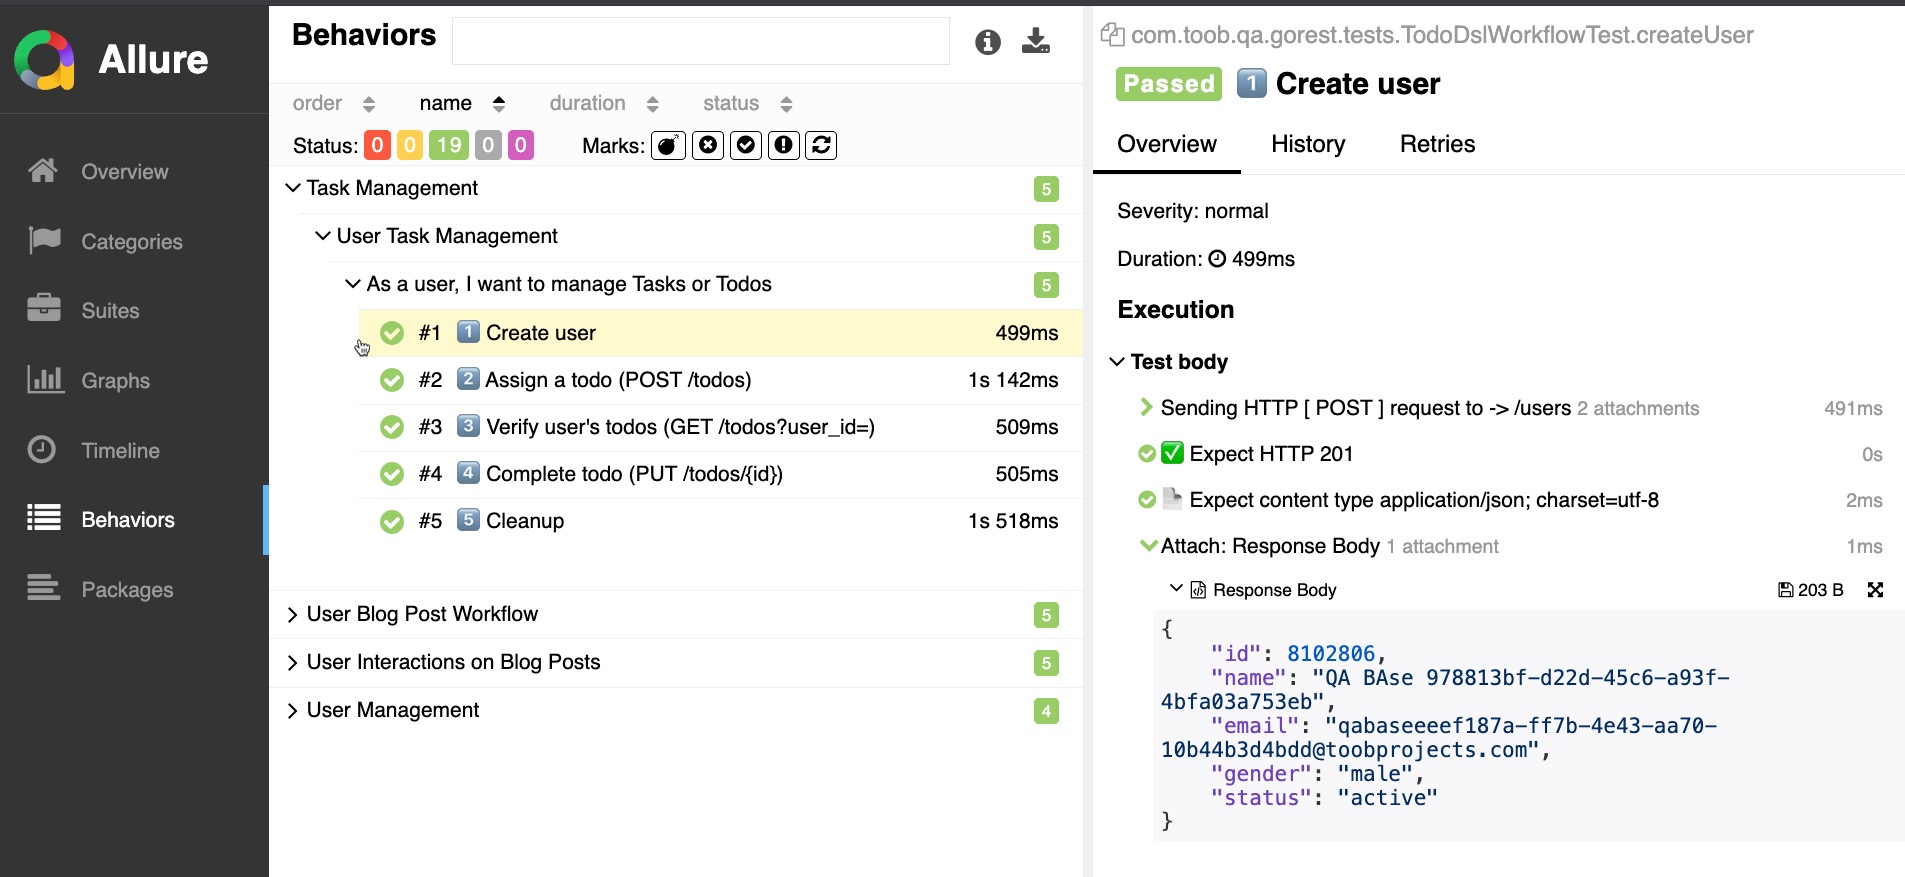 Allure
Overview
Categories
Suites
Graphs
Timeline
Behaviors
Packages
Behaviors
order name duration status
Status: 0 0 19 0 0 Marks:
Task Management 5
User Task Management 5
As a user, I want to manage Tasks or Todos 5
#1 1 Create user 499ms
#2 2 Assign a todo (POST /todos) 1s 142ms
#3 3 Verify user's todos (GET /todos?user_id=) 509ms
#4 4 Complete todo (PUT /todos/{id}) 505ms
#5 5 Cleanup 1s 518ms
User Blog Post Workflow 5
User Interactions on Blog Posts 5
User Management 4
com.toob.qa.gorest.tests.TodoDslWorkflowTest.createUser
Passed 1 Create user
Overview History Retries
Severity: normal
Duration: 499ms
Execution
Test body
Sending HTTP [ POST ] request to -> /users 2 attachments 491ms
Expect HTTP 201 0s
Expect content type application/json; charset=utf-8 2ms
Attach: Response Body 1 attachment 1ms
Response Body 203 B
{
"id": 8102806,
"name": "QA BAse 978813bf-d22d-45c6-a93f-
4bfa03a753eb",
"email": "qabaseeeef187a-ff7b-4e43-aa70-
10b44b3d4bdd@toobprojects.com",
"gender": "male",
"status": "active"
}